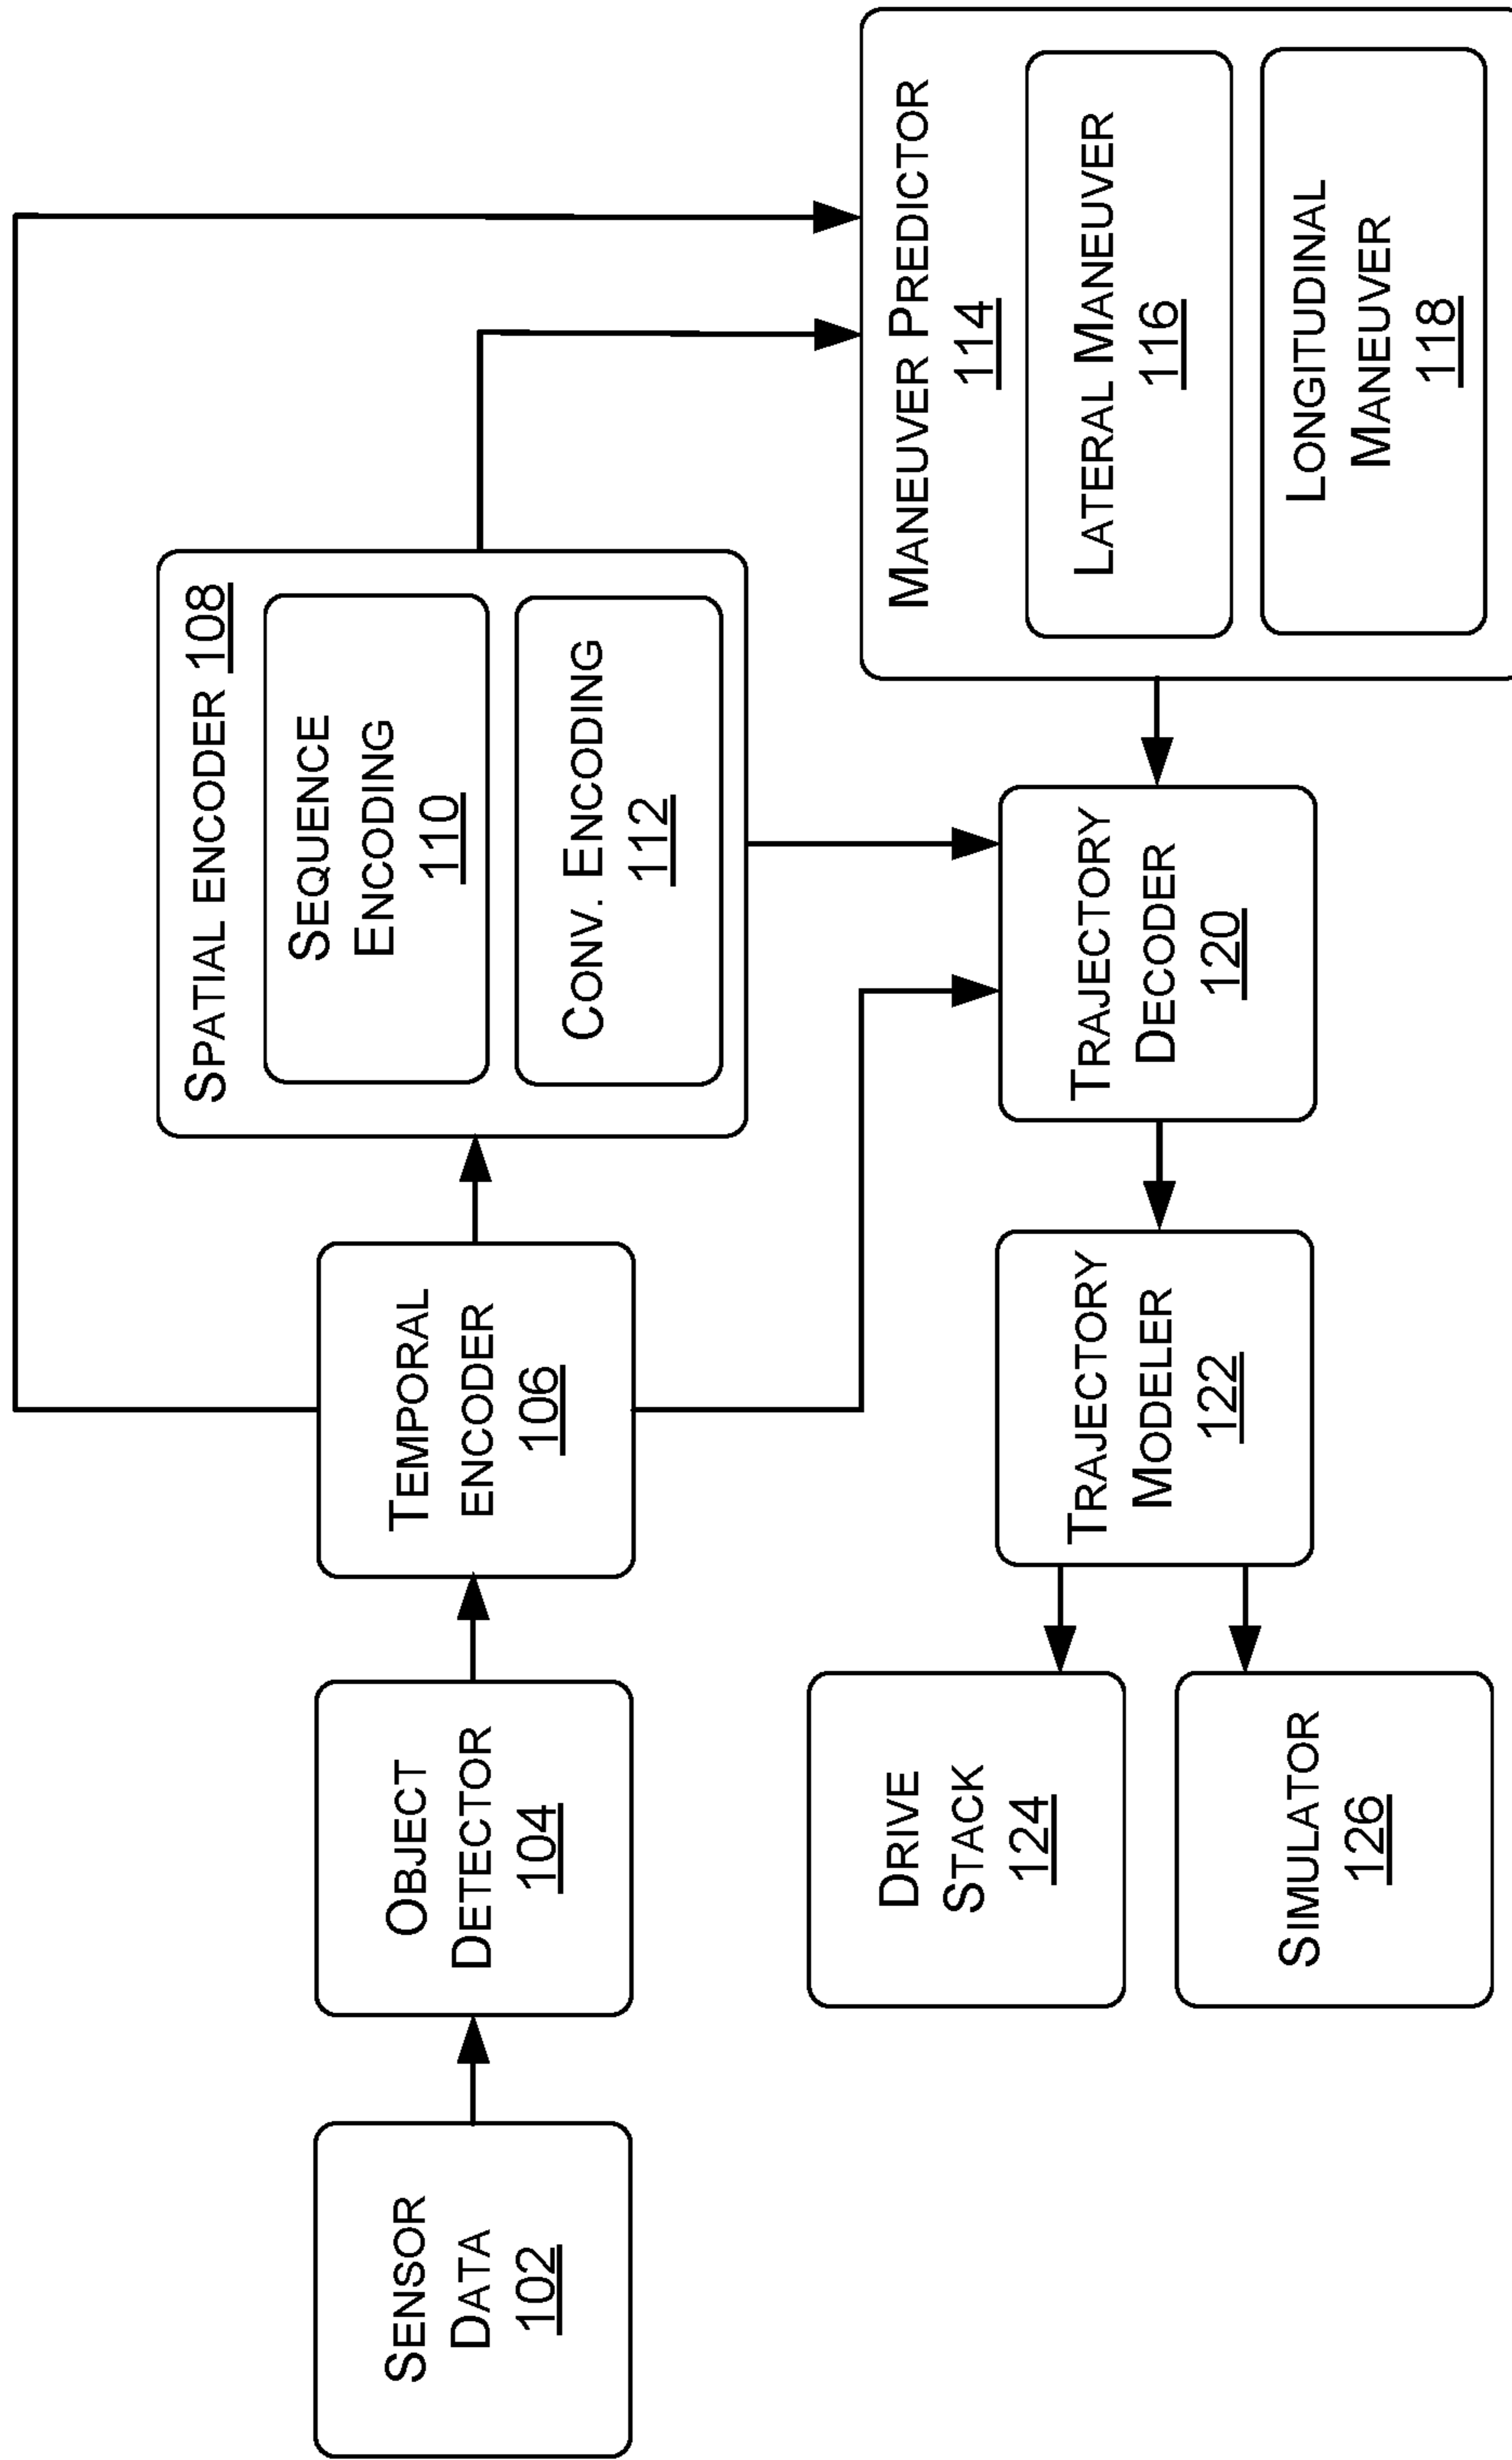 SENSOR
DATA
102
OBJECT
DETECTOR
104
TEMPORAL
ENCODER
106
SPATIAL ENCODER 108
SEQUENCE
ENCODING
110
CONV. ENCODING
112
MANEUVER PREDICTOR
114
LATERAL MANEUVER
116
LONGITUDINAL
MANEUVER
118
TRAJECTORY
DECODER
120
TRAJECTORY
MODELER
122
DRIVE
STACK
124
SIMULATOR
126